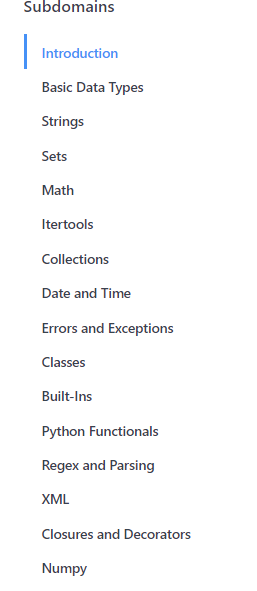 Subdomains
Introduction
Basic Data Types
Strings
Sets
Math
Itertools
Collections
Date and Time
Errors and Exceptions
Classes
Built-Ins
Python Functionals
Regex and Parsing
XML
Closures and Decorators
Numpy